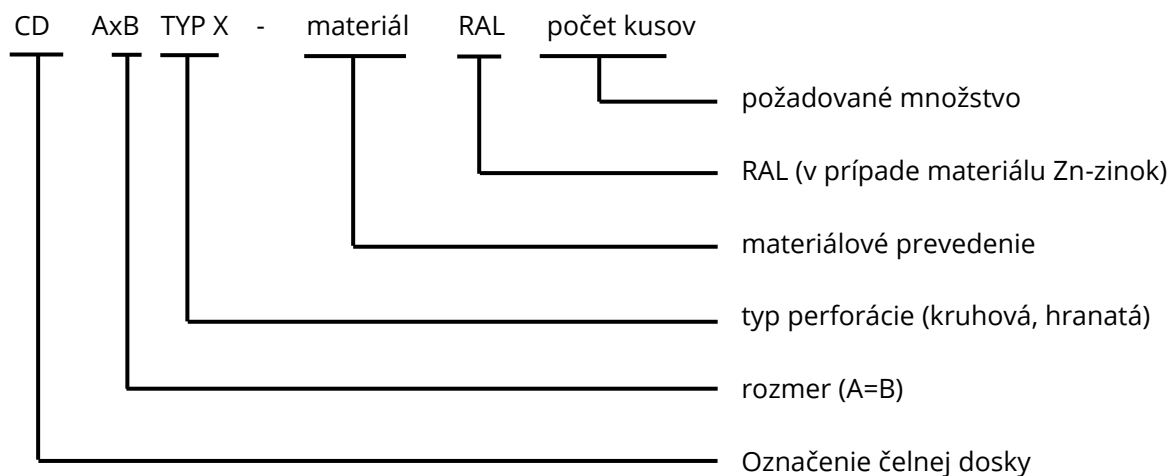 CD AxB TYP X - materiál RAL počet kusov
požadované množstvo
RAL (v prípade materiálu Zn-zinok)
materiálové prevedenie
typ perforácie (kruhová, hranatá)
rozmer (A=B)
Označenie čelnej dosky